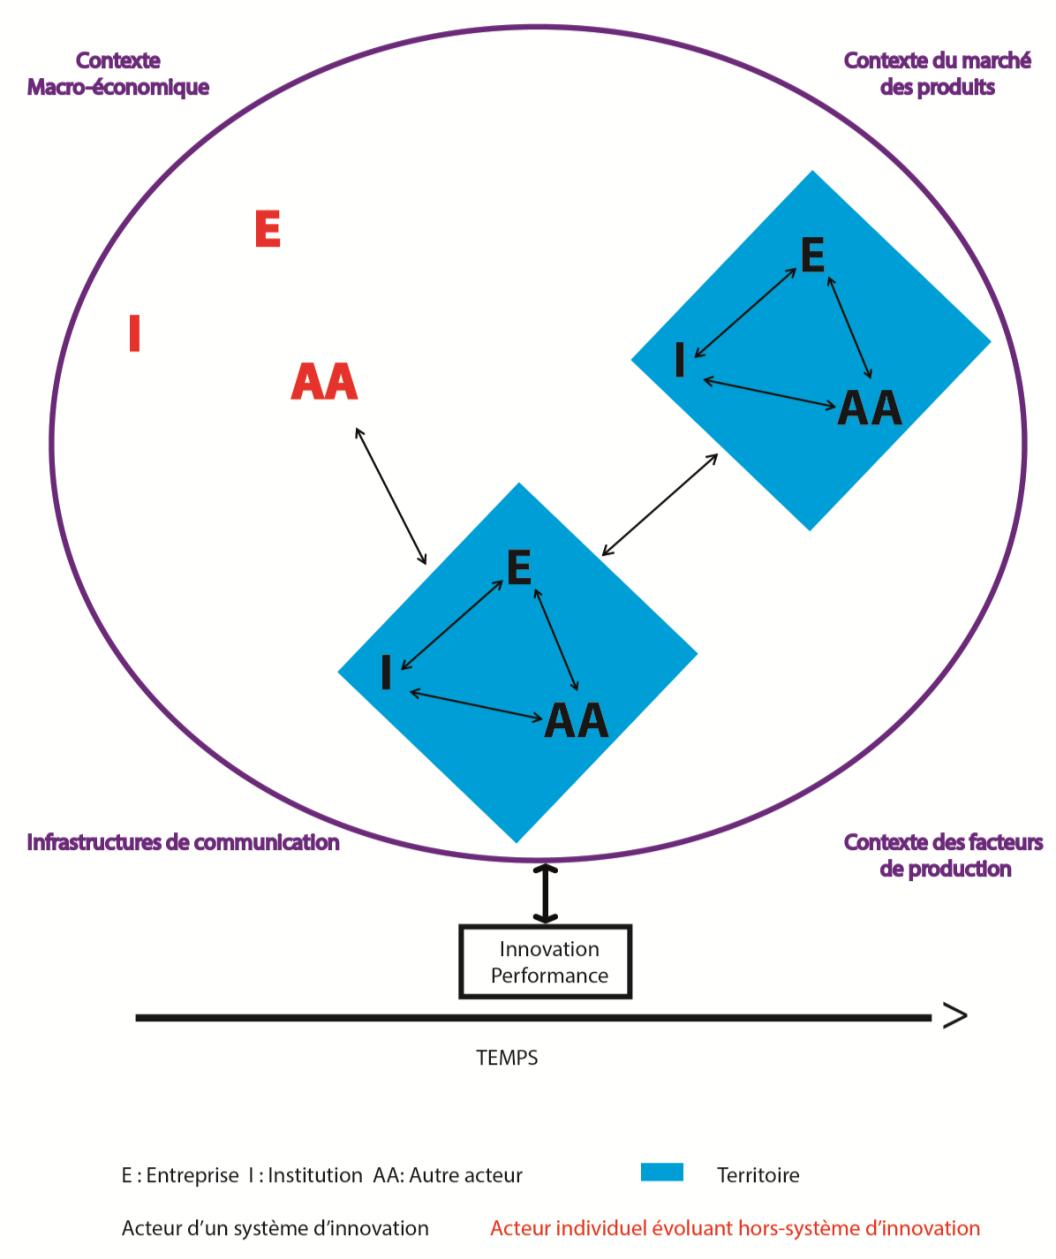 Contexte
Macro-économique
Contexte du marché
des produits
E
I
AA
E
I
AA
E
I
AA
Infrastructures de communication
Contexte des facteurs
de production
Innovation
Performance
>
TEMPS
E : Entreprise I : Institution AA: Autre acteur
Territoire
Acteur d'un système d'innovation
Acteur individuel évoluant hors-système d'innovation